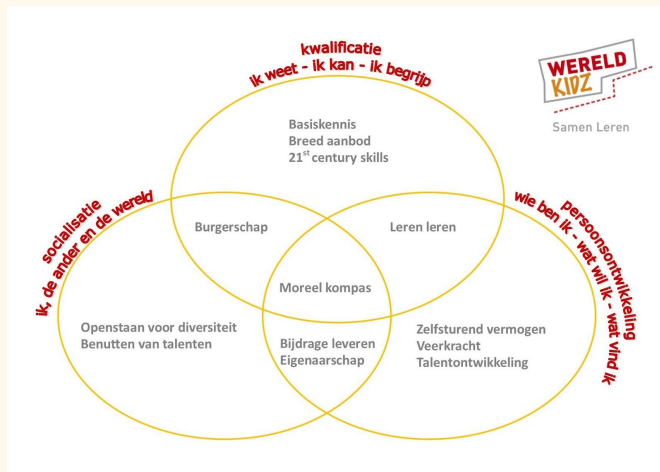 kwalificatie
ik weet - ik kan - ik begrijp
WERELD
KIDZ
Samen Leren
Basiskennis
Breed aanbod
21st century skills
socialisatie
ik, de ander en de wereld
persoonsontwikkeling
wie ben ik - wat wil ik - wat vind ik
Burgerschap
Leren leren
Moreel kompas
Openstaan voor diversiteit
Benutten van talenten
Bijdrage leveren
Eigenaarschap
Zelfsturend vermogen
Veerkracht
Talentontwikkeling